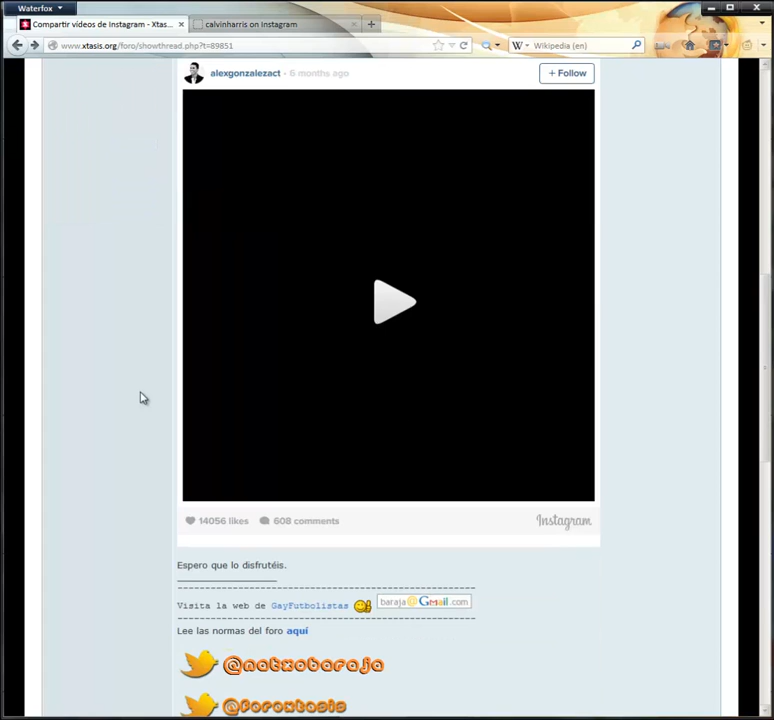 Waterfox
Compartir vídeos de Instagram - Xtas...
calvinharris on Instagram
www.xtasis.org/foro/showthread.php?t=89851
Wikipedia (en)
alexgonzalezact - 6 months ago
+ Follow
14056 likes
608 comments
Instagram
Espero que lo disfrutéis.
Visita la web de GayFutbolistas
baraja@Gmail.com
Lee las normas del foro aquí
@natxobaraja
@foroxtasis